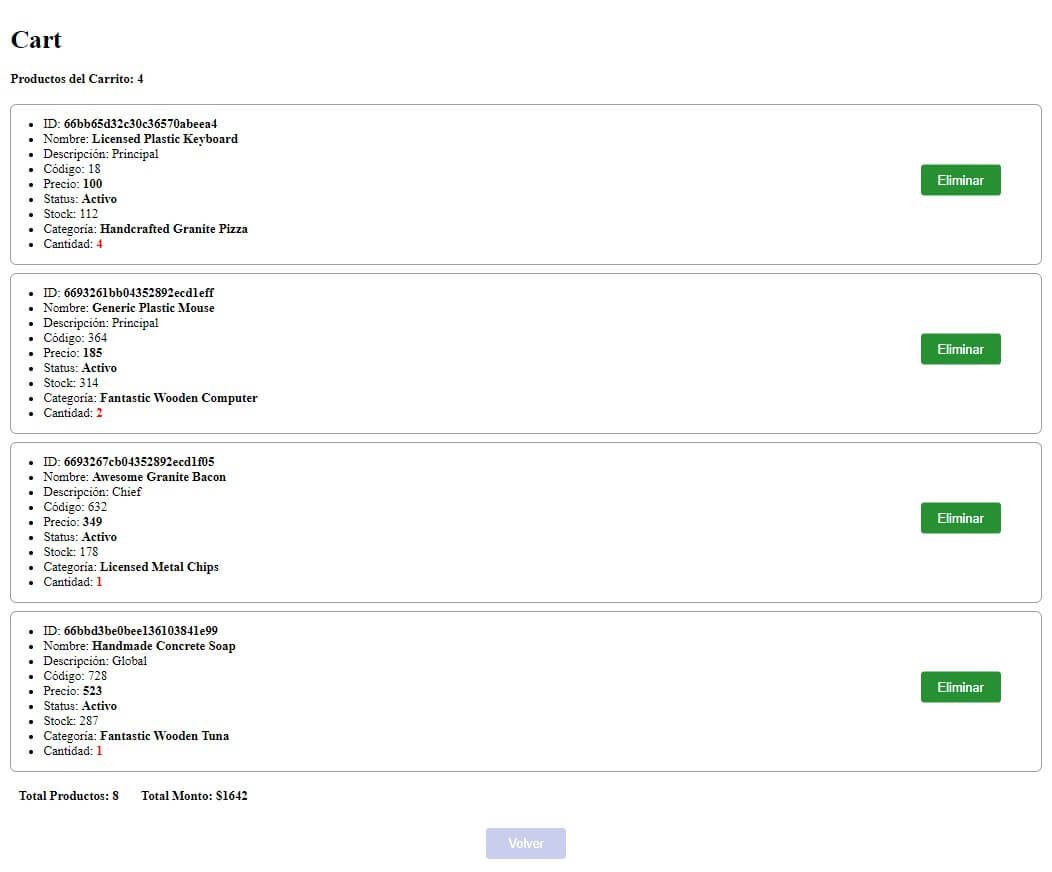 Cart
Productos del Carrito: 4
ID: 66bb65d32c30c36570abeea4
Nombre: Licensed Plastic Keyboard
Descripción: Principal
Código: 18
Precio: 100
Status: Activo
Stock: 112
Categoría: Handcrafted Granite Pizza
Cantidad: 4
Eliminar
ID: 6693261bb04352892ecd1eff
Nombre: Generic Plastic Mouse
Descripción: Principal
Código: 364
Precio: 185
Status: Activo
Stock: 314
Categoría: Fantastic Wooden Computer
Cantidad: 2
Eliminar
ID: 6693267cb04352892ecd1f05
Nombre: Awesome Granite Bacon
Descripción: Chief
Código: 632
Precio: 349
Status: Activo
Stock: 178
Categoría: Licensed Metal Chips
Cantidad: 1
Eliminar
ID: 66bbd3be0bee136103841e99
Nombre: Handmade Concrete Soap
Descripción: Global
Código: 728
Precio: 523
Status: Activo
Stock: 287
Categoría: Fantastic Wooden Tuna
Cantidad: 1
Eliminar
Total Productos: 8 Total Monto: $1642
Volver